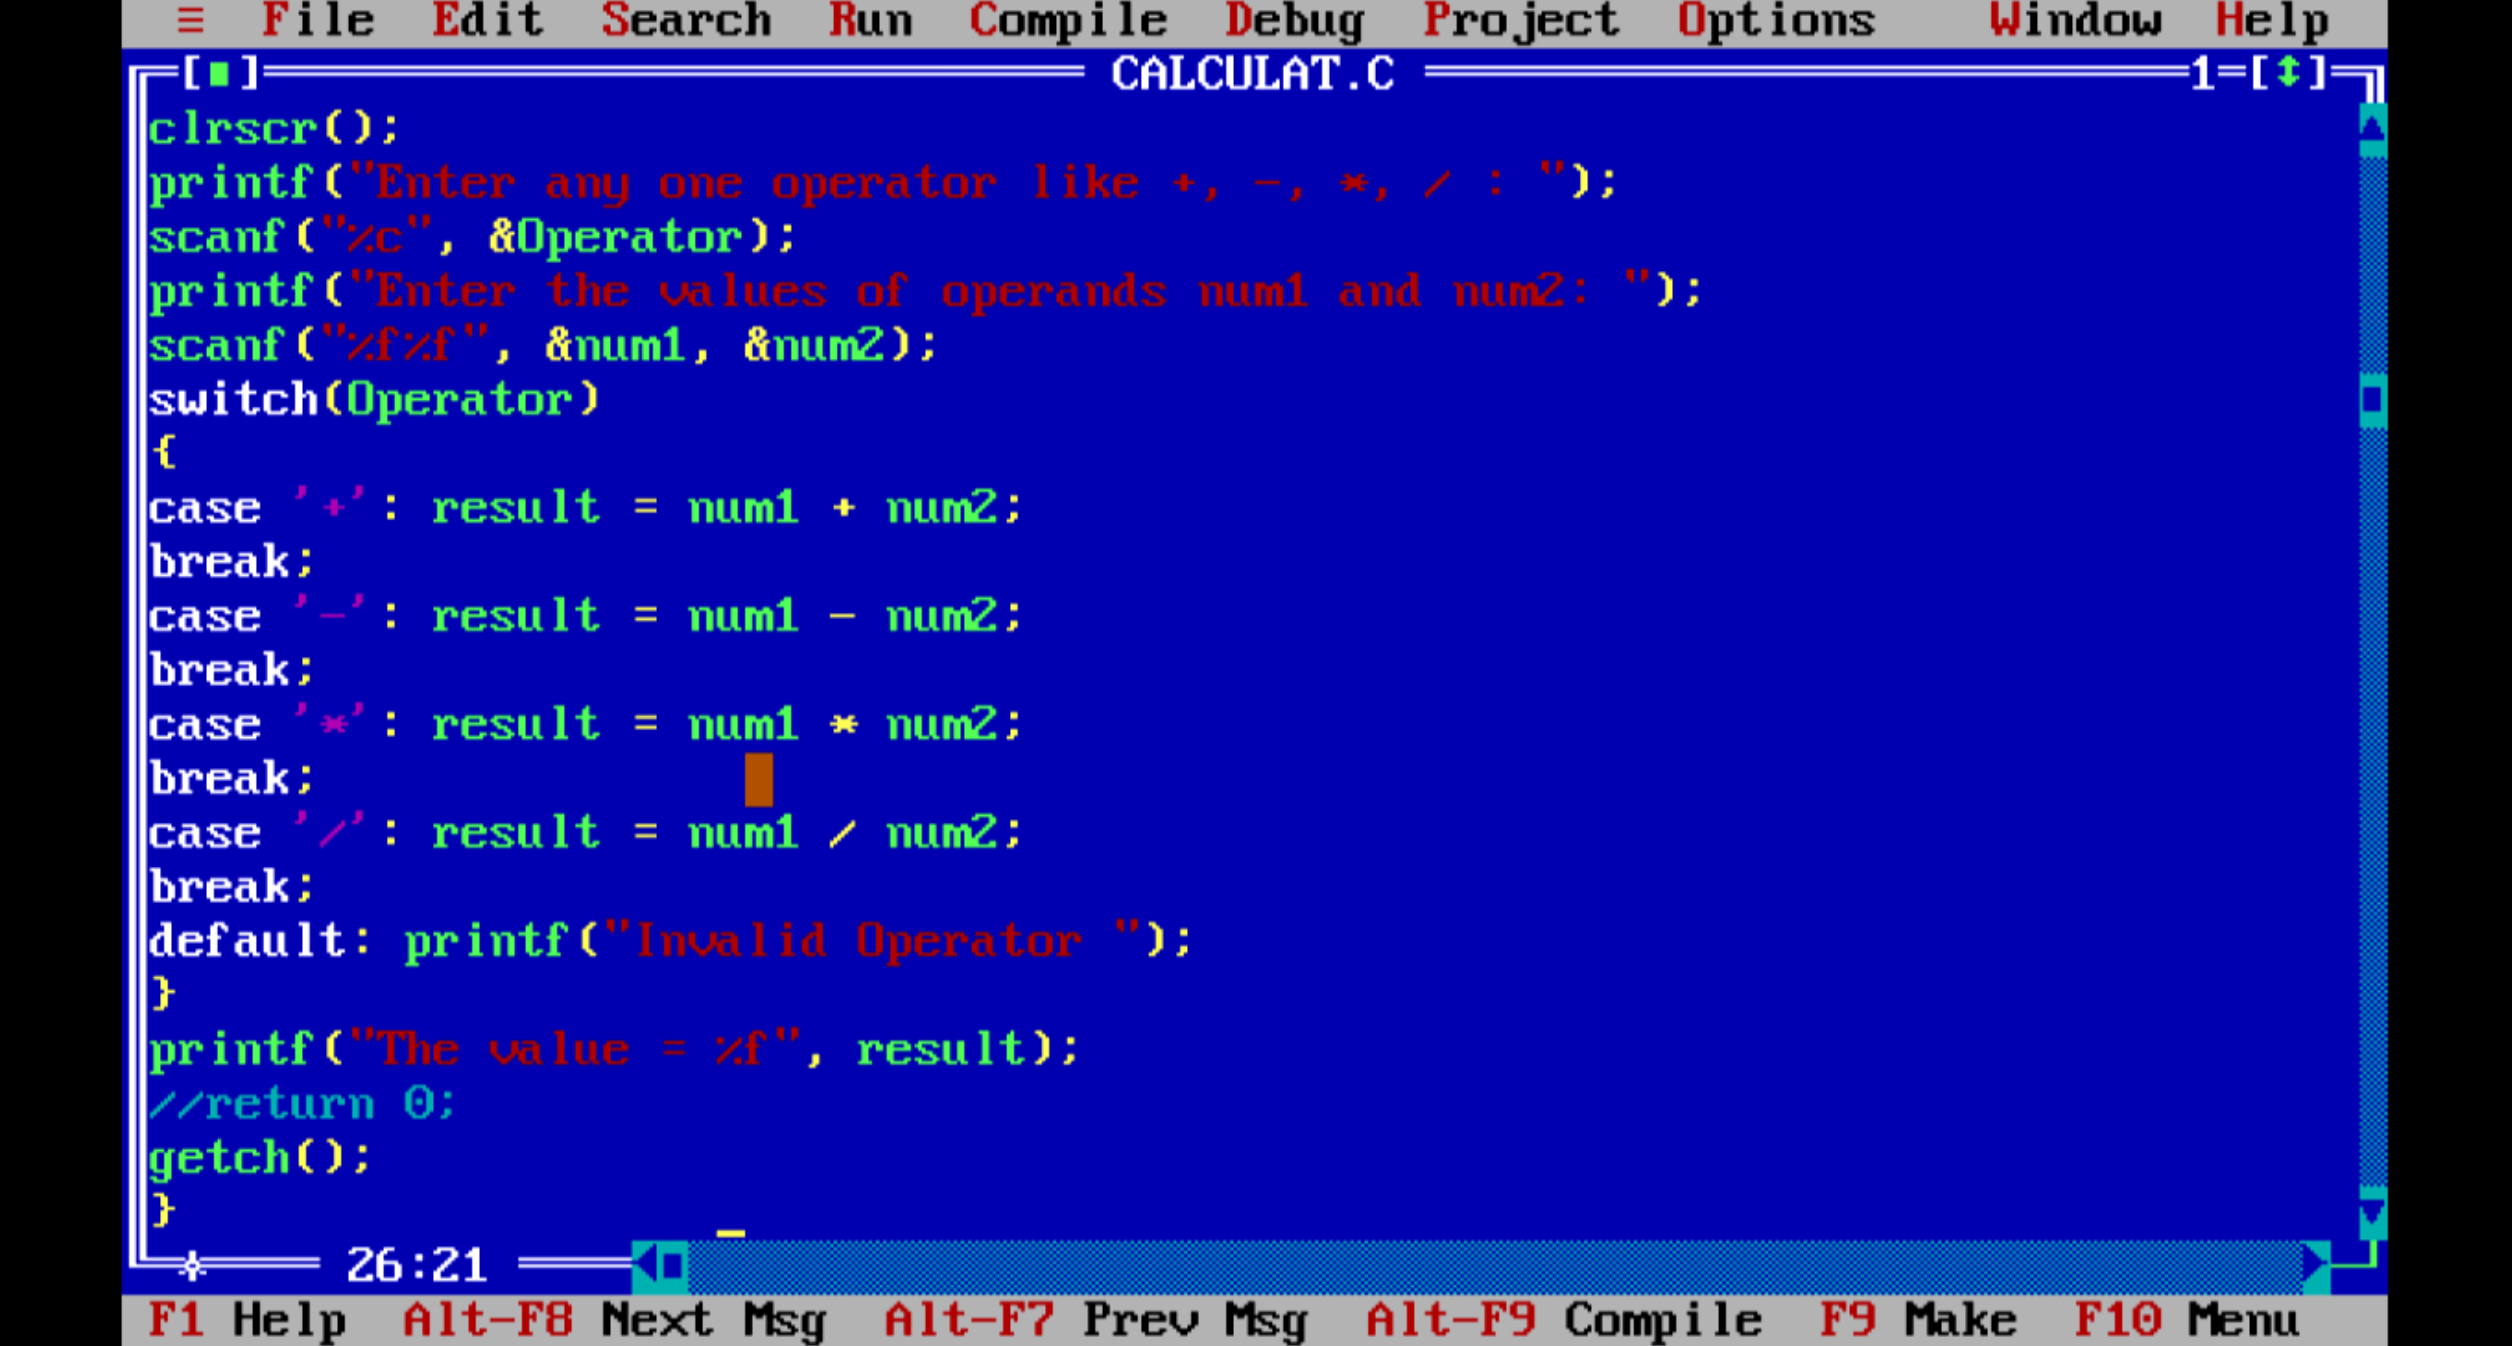 ≡ File Edit Search Run Compile Debug Project Options Window Help
[■] CALCULAT.C 1=[↕]
clrscr();
printf("Enter any one operator like +, -, *, / : ");
scanf("%c", &Operator);
printf("Enter the values of operands num1 and num2: ");
scanf("%f%f", &num1, &num2);
switch(Operator)
{
case '+': result = num1 + num2;
break;
case '-': result = num1 - num2;
break;
case '*': result = num1 * num2;
break;
case '/': result = num1 / num2;
break;
default: printf("Invalid Operator ");
}
printf("The value = %f", result);
//return 0;
getch();
}
26:21
F1 Help Alt-F8 Next Msg Alt-F7 Prev Msg Alt-F9 Compile F9 Make F10 Menu